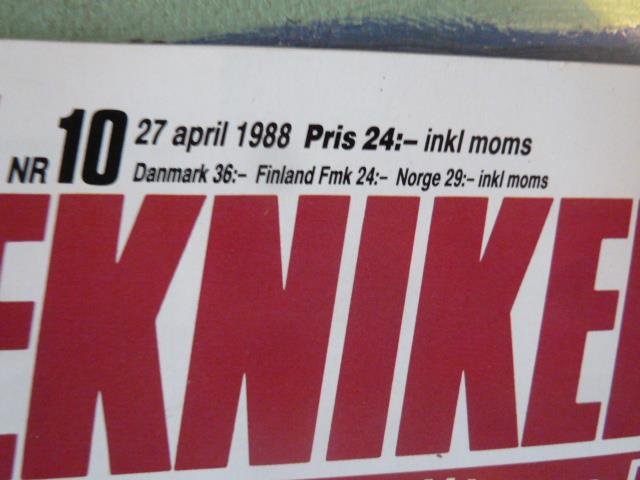 NR 10 27 april 1988 Pris 24:– inkl moms
Danmark 36:– Finland Fmk 24:– Norge 29:– inkl moms
EKNIKE